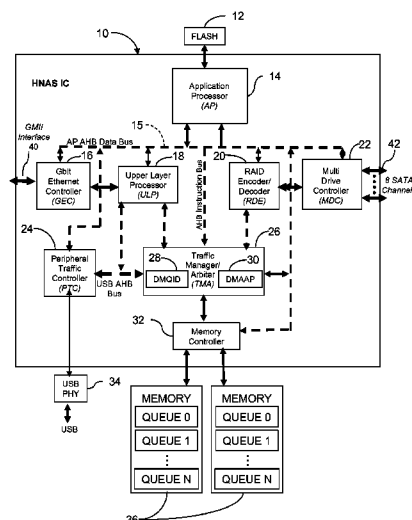 12
FLASH
10
HNAS IC
Application
Processor
(AP)
14
GMII
Interface
40
AP AHB Data Bus
15
16
Gbit
Ethernet
Controller
(GEC)
18
Upper Layer
Processor
(ULP)
AHB Instruction Bus
20
RAID
Encoder/
Decoder
(RDE)
22
Multi
Drive
Controller
(MDC)
42
8 SATA
Channel
24
Peripheral
Traffic
Controller
(PTC)
USB AHB
Bus
26
Traffic
Manager/
Arbiter
(TMA)
28
DMQID
30
DMAAP
32
Memory
Controller
34
USB
PHY
USB
MEMORY
QUEUE 0
QUEUE 1
QUEUE N
MEMORY
QUEUE 0
QUEUE 1
QUEUE N
36